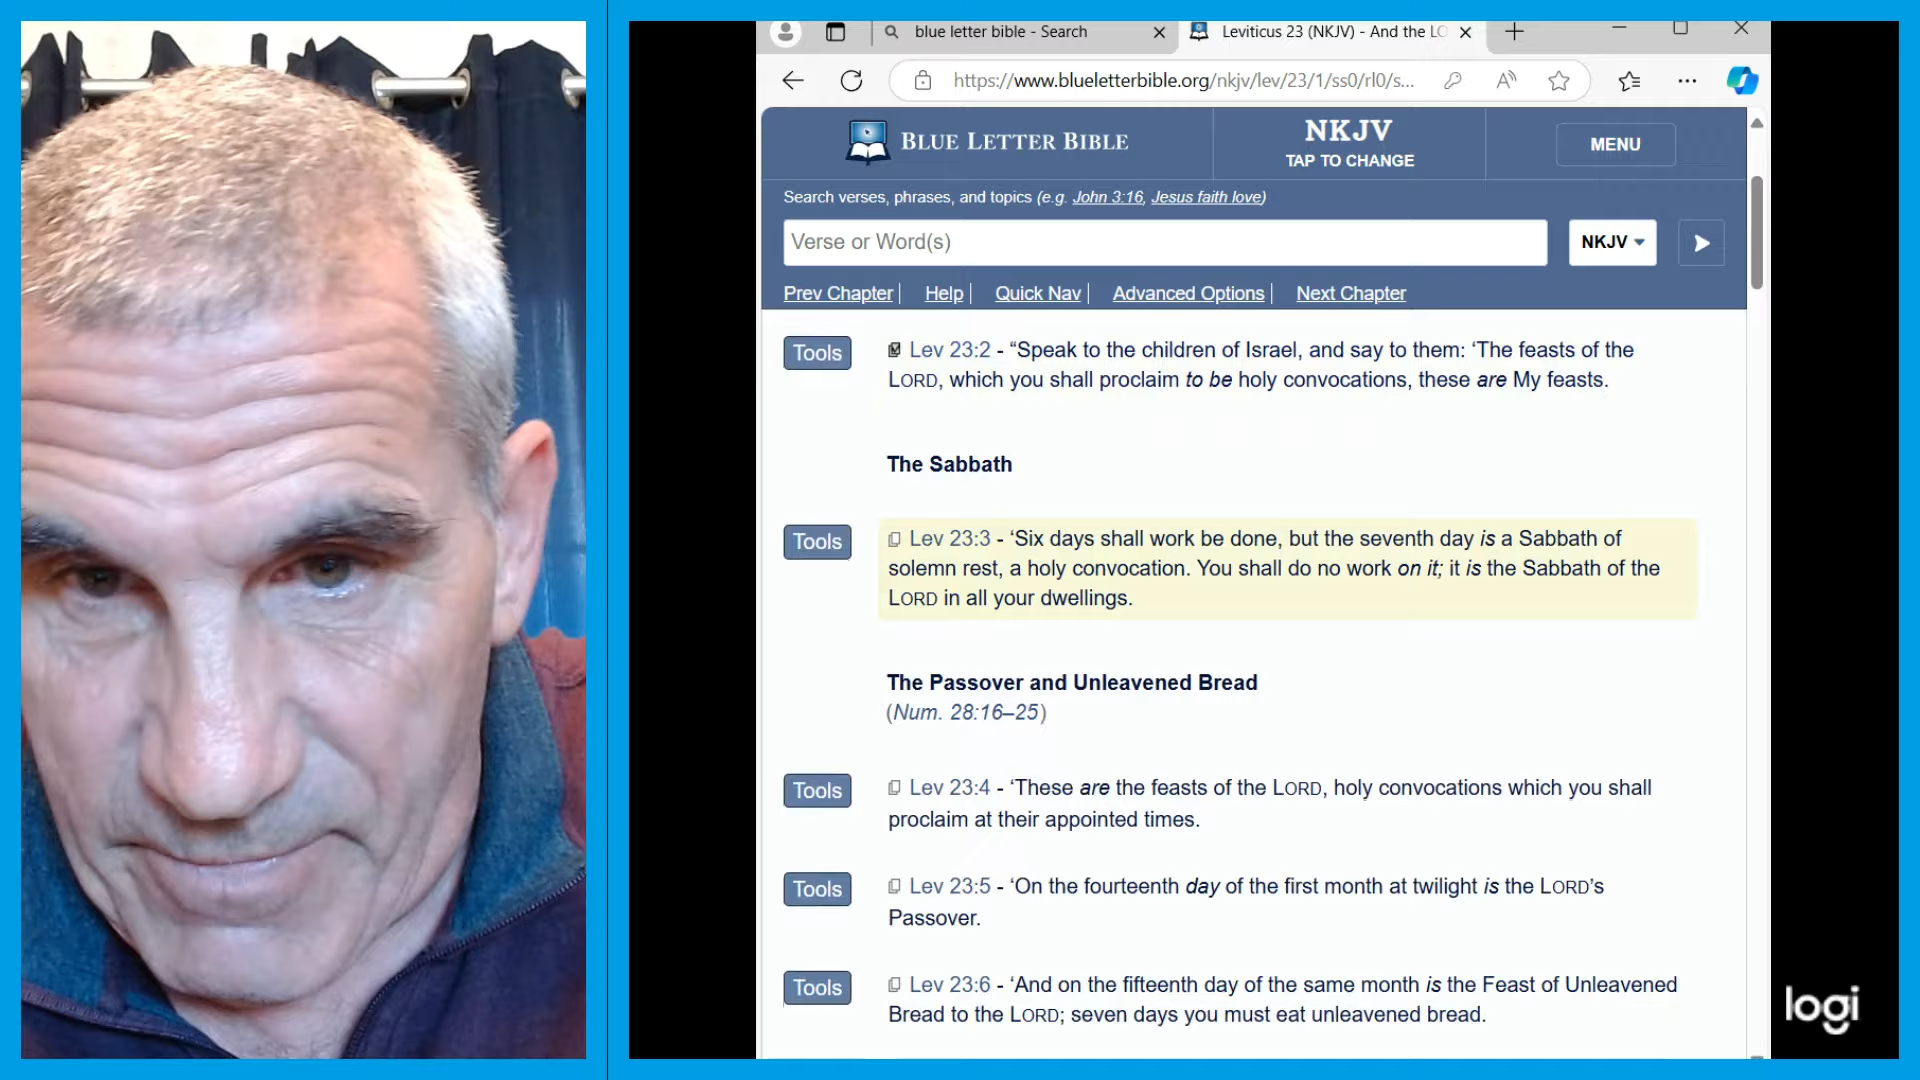 blue letter bible - Search
Leviticus 23 (NKJV) - And the LO
https://www.blueletterbible.org/nkjv/lev/23/1/ss0/rl0/s...
BLUE LETTER BIBLE
NKJV
TAP TO CHANGE
MENU
Search verses, phrases, and topics (e.g. John 3:16, Jesus faith love)
Verse or Word(s)
NKJV
Prev Chapter | Help | Quick Nav | Advanced Options | Next Chapter
Tools
Lev 23:2 - “Speak to the children of Israel, and say to them: ‘The feasts of the
LORD, which you shall proclaim to be holy convocations, these are My feasts.
The Sabbath
Tools
Lev 23:3 - ‘Six days shall work be done, but the seventh day is a Sabbath of
solemn rest, a holy convocation. You shall do no work on it; it is the Sabbath of the
LORD in all your dwellings.
The Passover and Unleavened Bread
(Num. 28:16–25)
Tools
Lev 23:4 - ‘These are the feasts of the LORD, holy convocations which you shall
proclaim at their appointed times.
Tools
Lev 23:5 - ‘On the fourteenth day of the first month at twilight is the LORD’s
Passover.
Tools
Lev 23:6 - ‘And on the fifteenth day of the same month is the Feast of Unleavened
Bread to the LORD; seven days you must eat unleavened bread.
logi